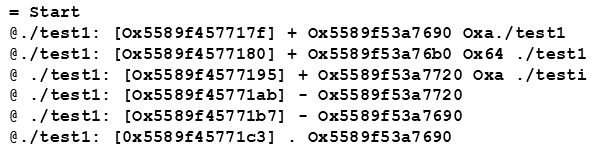 = Start
@./test1: [Ox5589f457717f] + Ox5589f53a7690 Oxa./test1
@./test1: [Ox5589f4577180] + Ox5589f53a76b0 Ox64 ./test1
@ ./test1: [Ox5589f4577195] + Ox5589f53a7720 Oxa ./testi
@ ./test1: [Ox5589f45771ab] - Ox5589f53a7720
@ ./test1: [Ox5589f45771b7] - Ox5589f53a7690
@./test1: [0x5589f45771c3] . Ox5589f53a7690